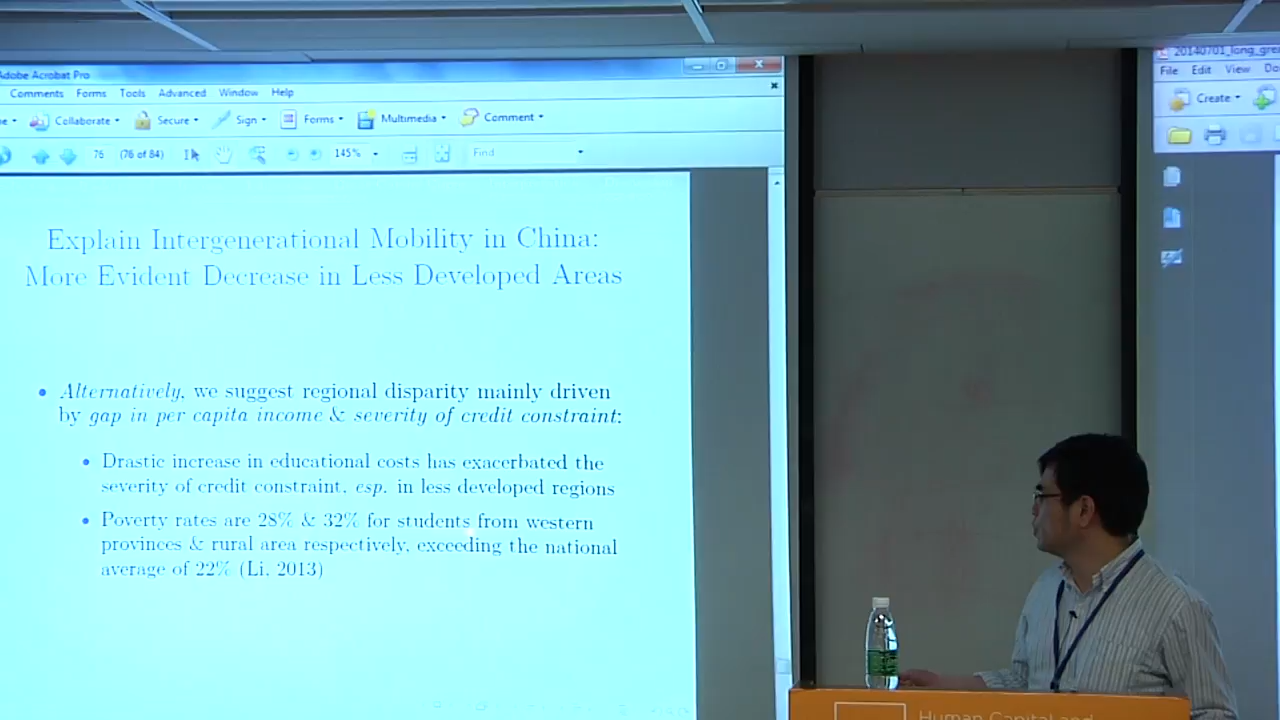 Adobe Acrobat Pro
Comments Forms Tools Advanced Window Help
Collaborate Secure Sign Forms Multimedia Comment
76 (76 of 84) 145% Find
Explain Intergenerational Mobility in China:
More Evident Decrease in Less Developed Areas
Alternatively, we suggest regional disparity mainly driven
by gap in per capita income & severity of credit constraint:
Drastic increase in educational costs has exacerbated the
severity of credit constraint, esp. in less developed regions
Poverty rates are 28% & 32% for students from western
provinces & rural area respectively, exceeding the national
average of 22% (Li, 2013)
20140701_long_grea
File Edit View Do
Create
Human Capital and